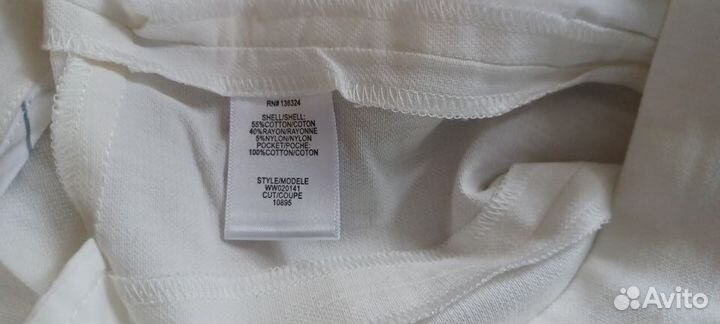 RN# 136324
SHELL/SHELL:
55%COTTON/COTON
40%RAYON/RAYONNE
5%NYLON/NYLON
POCKET/POCHE:
100%COTTON/COTON
STYLE/MODELE
WW020141
CUT/COUPE
10895
Avito